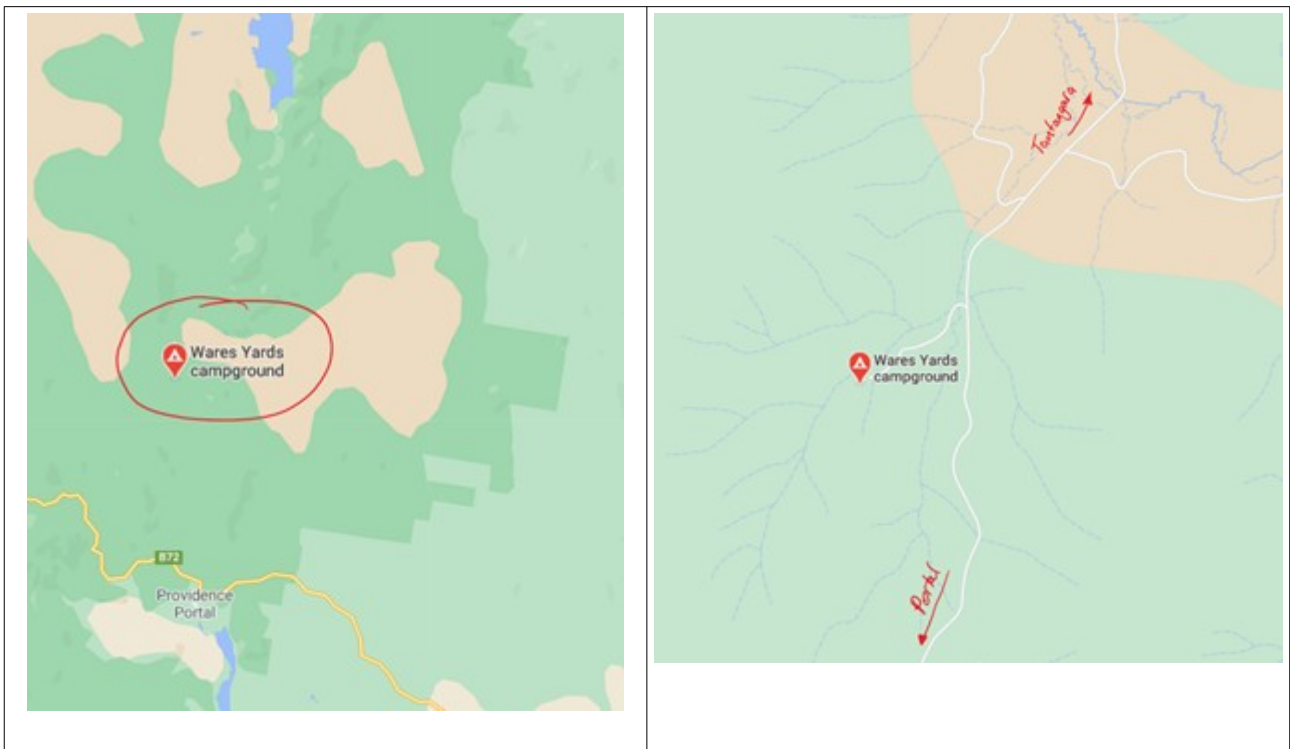 Wares Yards
campground
B72
Providence
Portal
Tantangara
Wares Yards
campground
Portal